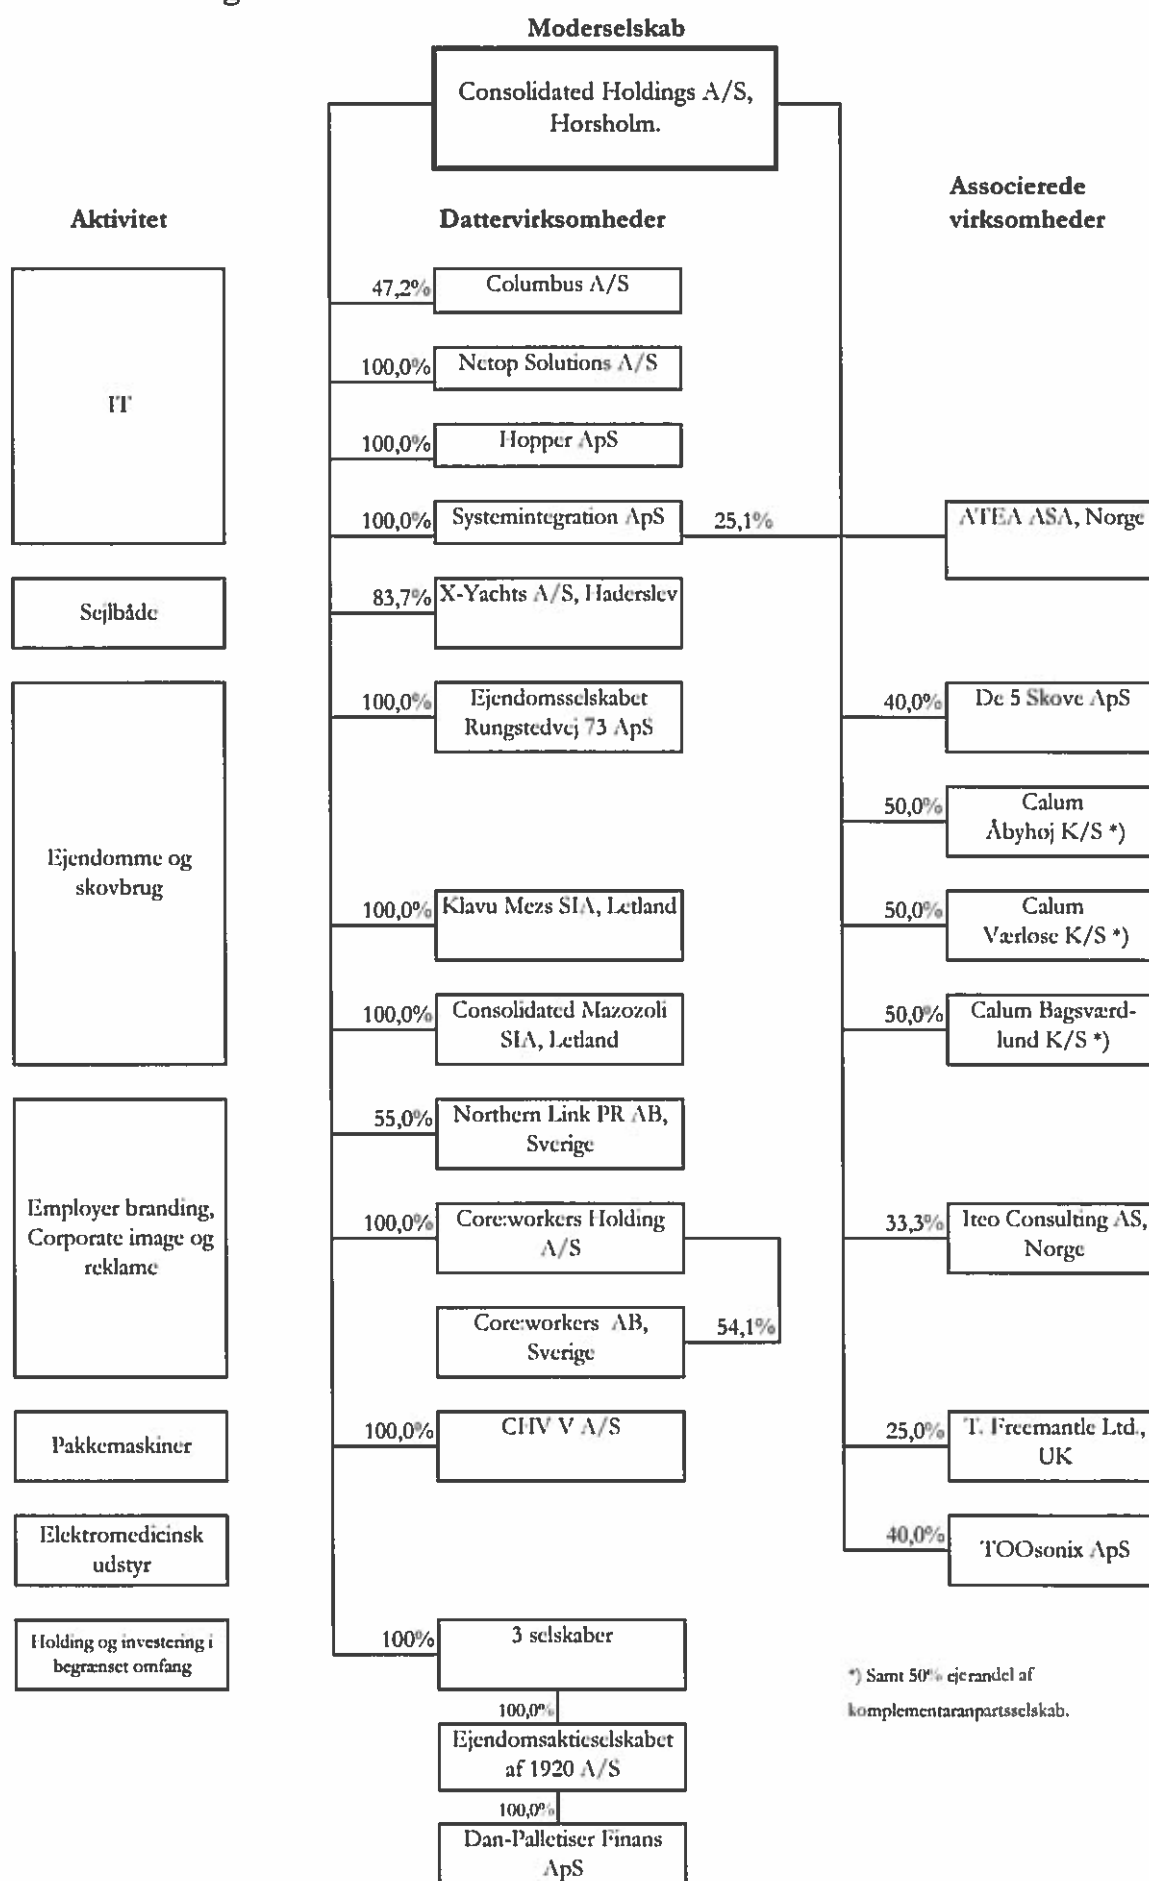 Moderselskab
Consolidated Holdings A/S,
Hørsholm.
Aktivitet
Dattervirksomheder
Associerede
virksomheder
IT
47,2%
Columbus A/S
100,0%
Netop Solutions A/S
100,0%
Hopper ApS
100,0%
Systemintegration ApS
25,1%
ATEA ASA, Norge
Sejlbåde
83,7%
X-Yachts A/S, Haderslev
Ejendomme og
skovbrug
100,0%
Ejendomsselskabet
Rungstedvej 73 ApS
40,0%
De 5 Skove ApS
50,0%
Calum
Åbyhøj K/S *)
100,0%
Klavu Mezs SIA, Letland
50,0%
Calum
Værløse K/S *)
100,0%
Consolidated Mazozoli
SIA, Letland
50,0%
Calum Bagsværd-
lund K/S *)
Employer branding,
Corporate image og
reklame
55,0%
Northern Link PR AB,
Sverige
100,0%
Core:workers Holding
A/S
33,3%
Iteo Consulting AS,
Norge
Core:workers AB,
Sverige
54,1%
Pakkemaskiner
100,0%
CHV V A/S
25,0%
T. Freemantle Ltd.,
UK
Elektromedicinsk
udstyr
40,0%
TOOsonix ApS
Holding og investering i
begrænset omfang
100%
3 selskaber
*) Samt 50% ejerandel af
komplementaranpartsselskab.
100,0%
Ejendomsaktieselskabet
af 1920 A/S
100,0%
Dan-Palletiser Finans
ApS